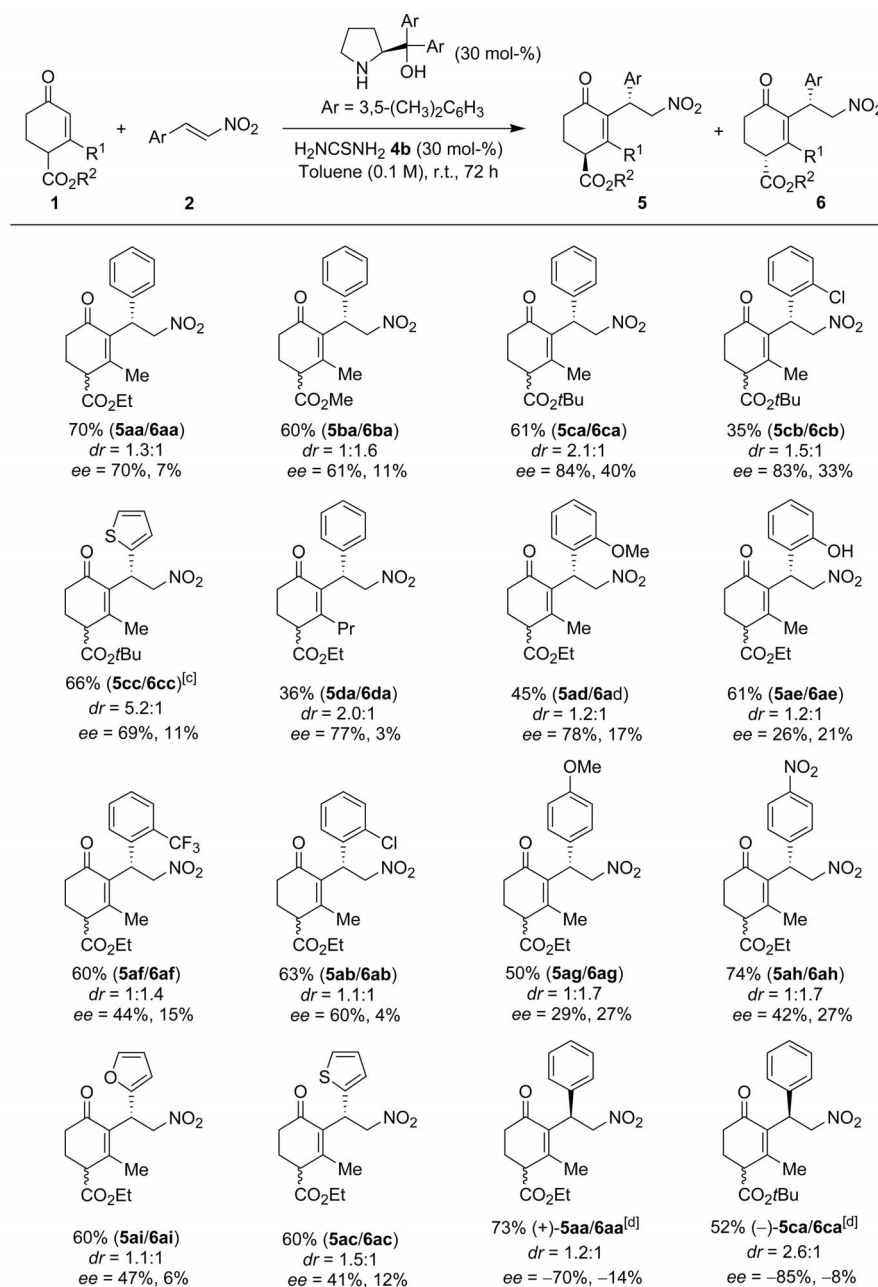 Ar
Ar
N
H
OH
(30 mol-%)
Ar = 3,5-(CH3)2C6H3
H2NCSNH2 4b (30 mol-%)
Toluene (0.1 M), r.t., 72 h
O
R1
CO2R2
1
+
Ar
NO2
2
O
Ar
NO2
R1
CO2R2
5
+
O
Ar
NO2
R1
CO2R2
6
O
NO2
Me
CO2Et
70% (5aa/6aa)
dr = 1.3:1
ee = 70%, 7%
O
NO2
Me
CO2Me
60% (5ba/6ba)
dr = 1:1.6
ee = 61%, 11%
O
NO2
Me
CO2tBu
61% (5ca/6ca)
dr = 2.1:1
ee = 84%, 40%
Cl
O
NO2
Me
CO2tBu
35% (5cb/6cb)
dr = 1.5:1
ee = 83%, 33%
S
O
NO2
Me
CO2tBu
66% (5cc/6cc)[c]
dr = 5.2:1
ee = 69%, 11%
O
NO2
Pr
CO2Et
36% (5da/6da)
dr = 2.0:1
ee = 77%, 3%
OMe
O
NO2
Me
CO2Et
45% (5ad/6ad)
dr = 1.2:1
ee = 78%, 17%
OH
O
NO2
Me
CO2Et
61% (5ae/6ae)
dr = 1.2:1
ee = 26%, 21%
CF3
O
NO2
Me
CO2Et
60% (5af/6af)
dr = 1:1.4
ee = 44%, 15%
Cl
O
NO2
Me
CO2Et
63% (5ab/6ab)
dr = 1.1:1
ee = 60%, 4%
OMe
O
NO2
Me
CO2Et
50% (5ag/6ag)
dr = 1:1.7
ee = 29%, 27%
NO2
O
NO2
Me
CO2Et
74% (5ah/6ah)
dr = 1:1.7
ee = 42%, 27%
O
O
NO2
Me
CO2Et
60% (5ai/6ai)
dr = 1.1:1
ee = 47%, 6%
S
O
NO2
Me
CO2Et
60% (5ac/6ac)
dr = 1.5:1
ee = 41%, 12%
O
NO2
Me
CO2Et
73% (+)-5aa/6aa[d]
dr = 1.2:1
ee = −70%, −14%
O
NO2
Me
CO2tBu
52% (−)-5ca/6ca[d]
dr = 2.6:1
ee = −85%, −8%